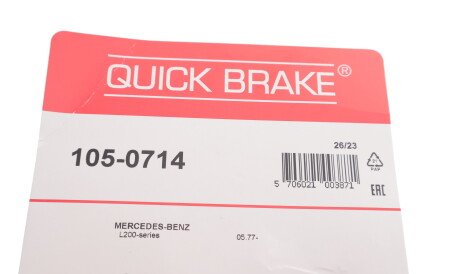 QUICK BRAKE®
105-0714
26/23
5 706021 003871
EAC
MERCEDES-BENZ
L200-series 05.77-